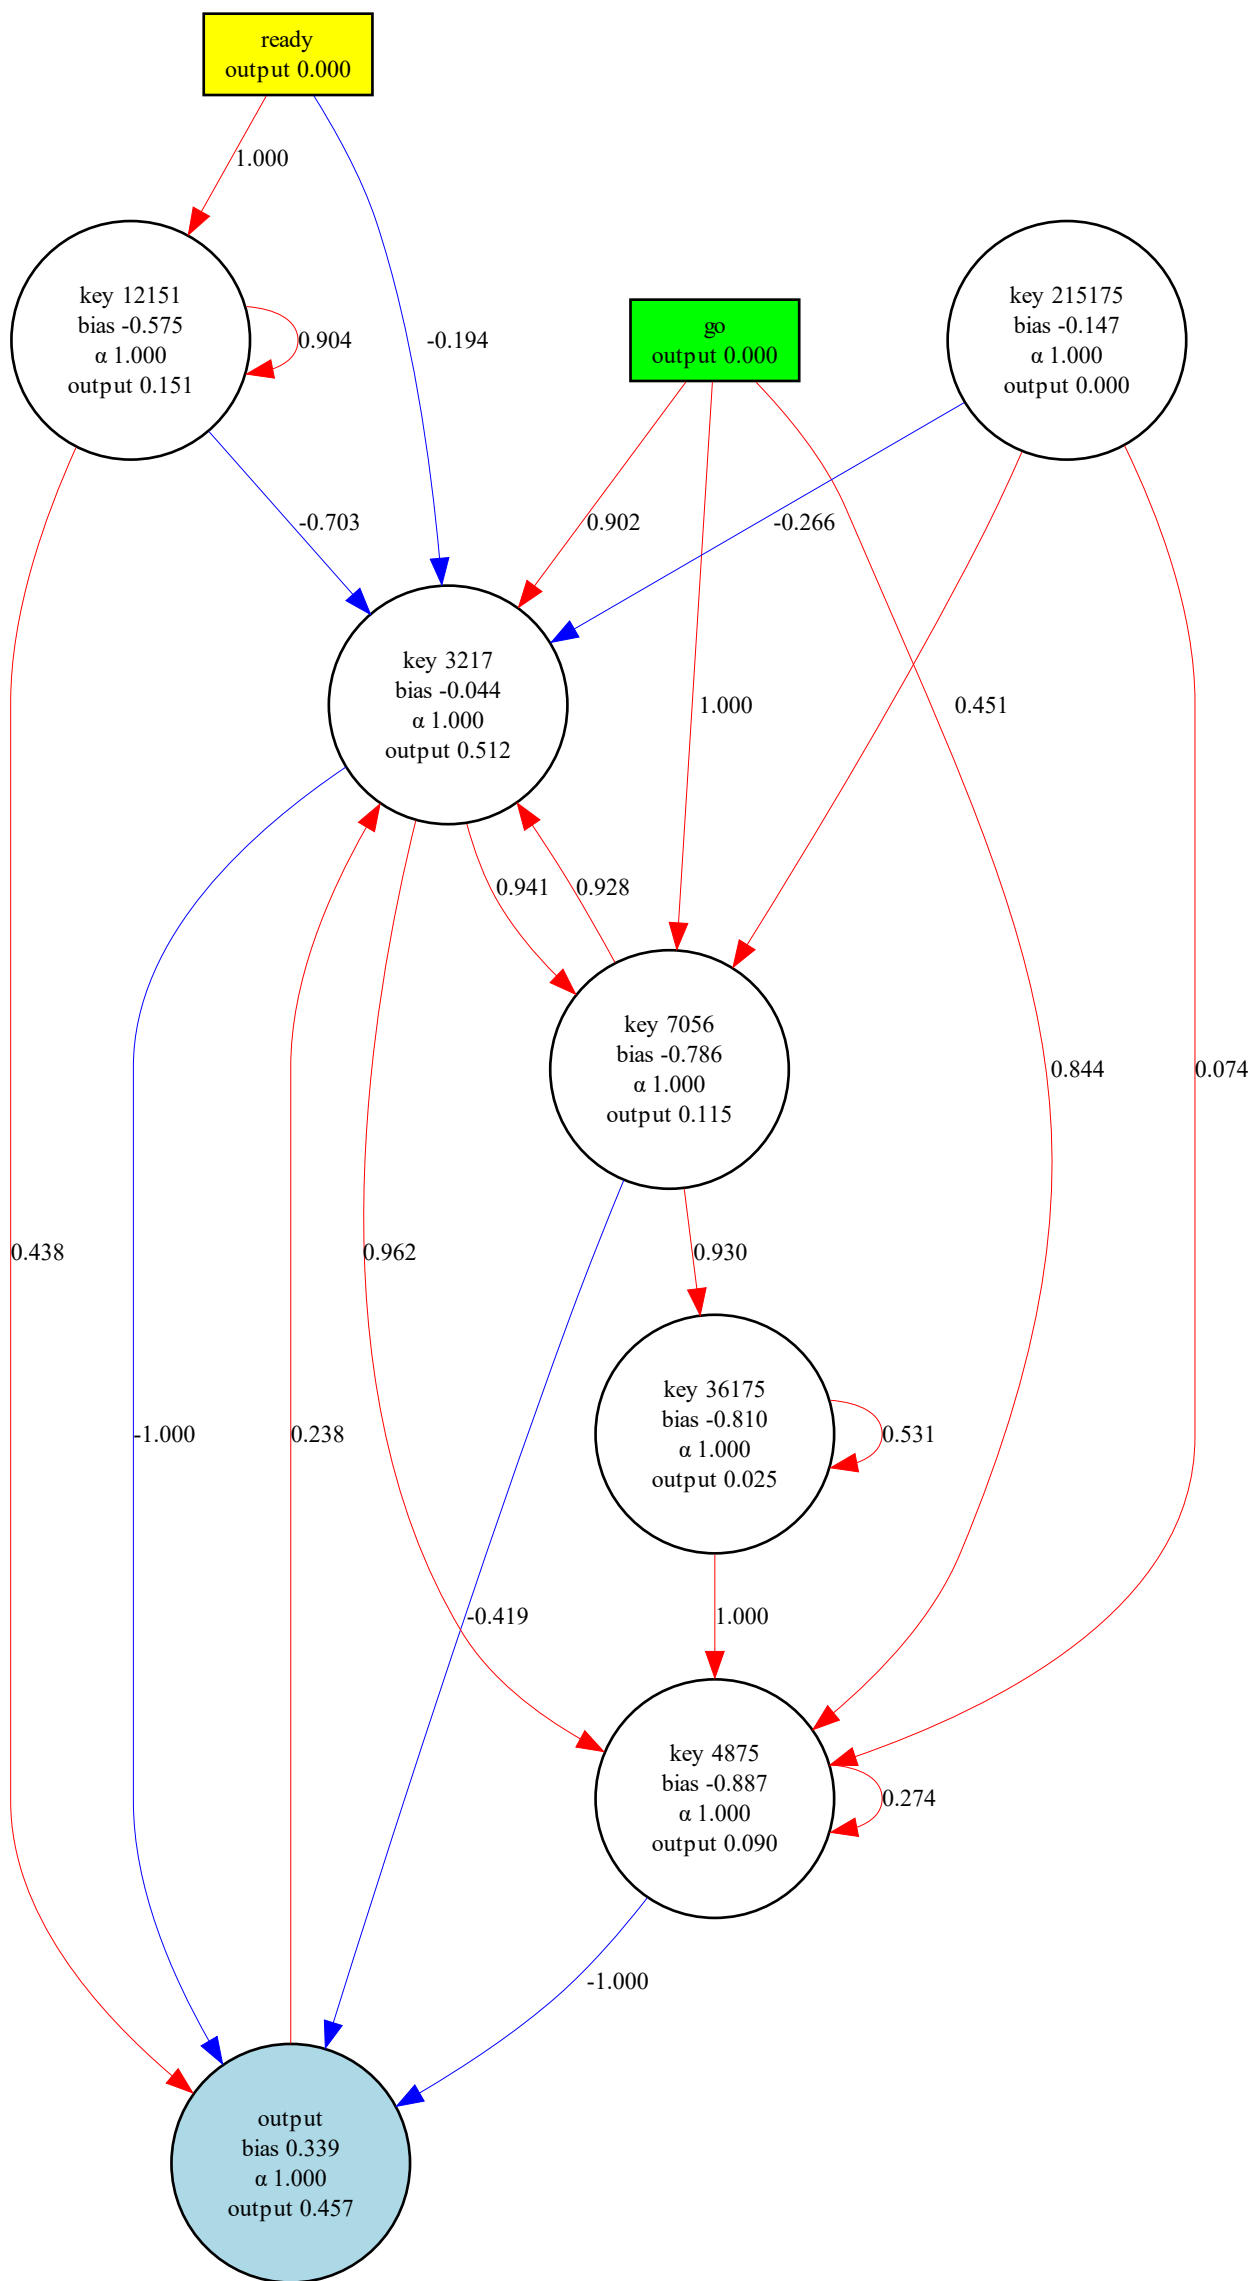 ready
output 0.000
1.000
key 12151
bias -0.575
α 1.000
output 0.151
0.904
-0.194
go
output 0.000
key 215175
bias -0.147
α 1.000
output 0.000
-0.703
0.902
-0.266
key 3217
bias -0.044
α 1.000
output 0.512
1.000
0.451
0.941
0.928
key 7056
bias -0.786
α 1.000
output 0.115
0.844
0.074
0.438
0.962
0.930
key 36175
bias -0.810
α 1.000
output 0.025
0.531
-1.000
0.238
-0.419
1.000
key 4875
bias -0.887
α 1.000
output 0.090
0.274
-1.000
output
bias 0.339
α 1.000
output 0.457